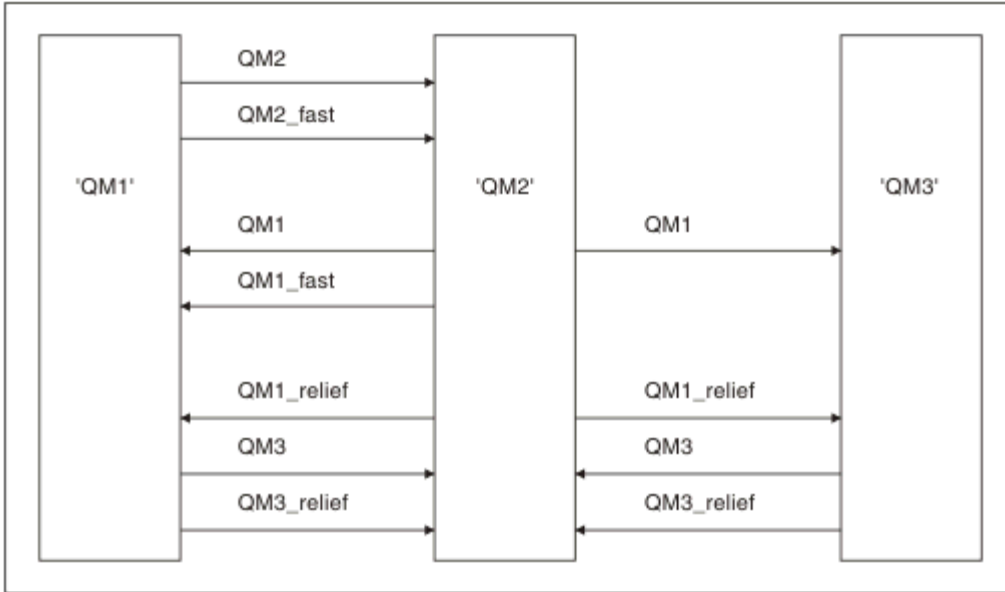 QM2
QM2_fast
'QM1'
'QM2'
'QM3'
QM1
QM1
QM1_fast
QM1_relief
QM1_relief
QM3
QM3
QM3_relief
QM3_relief